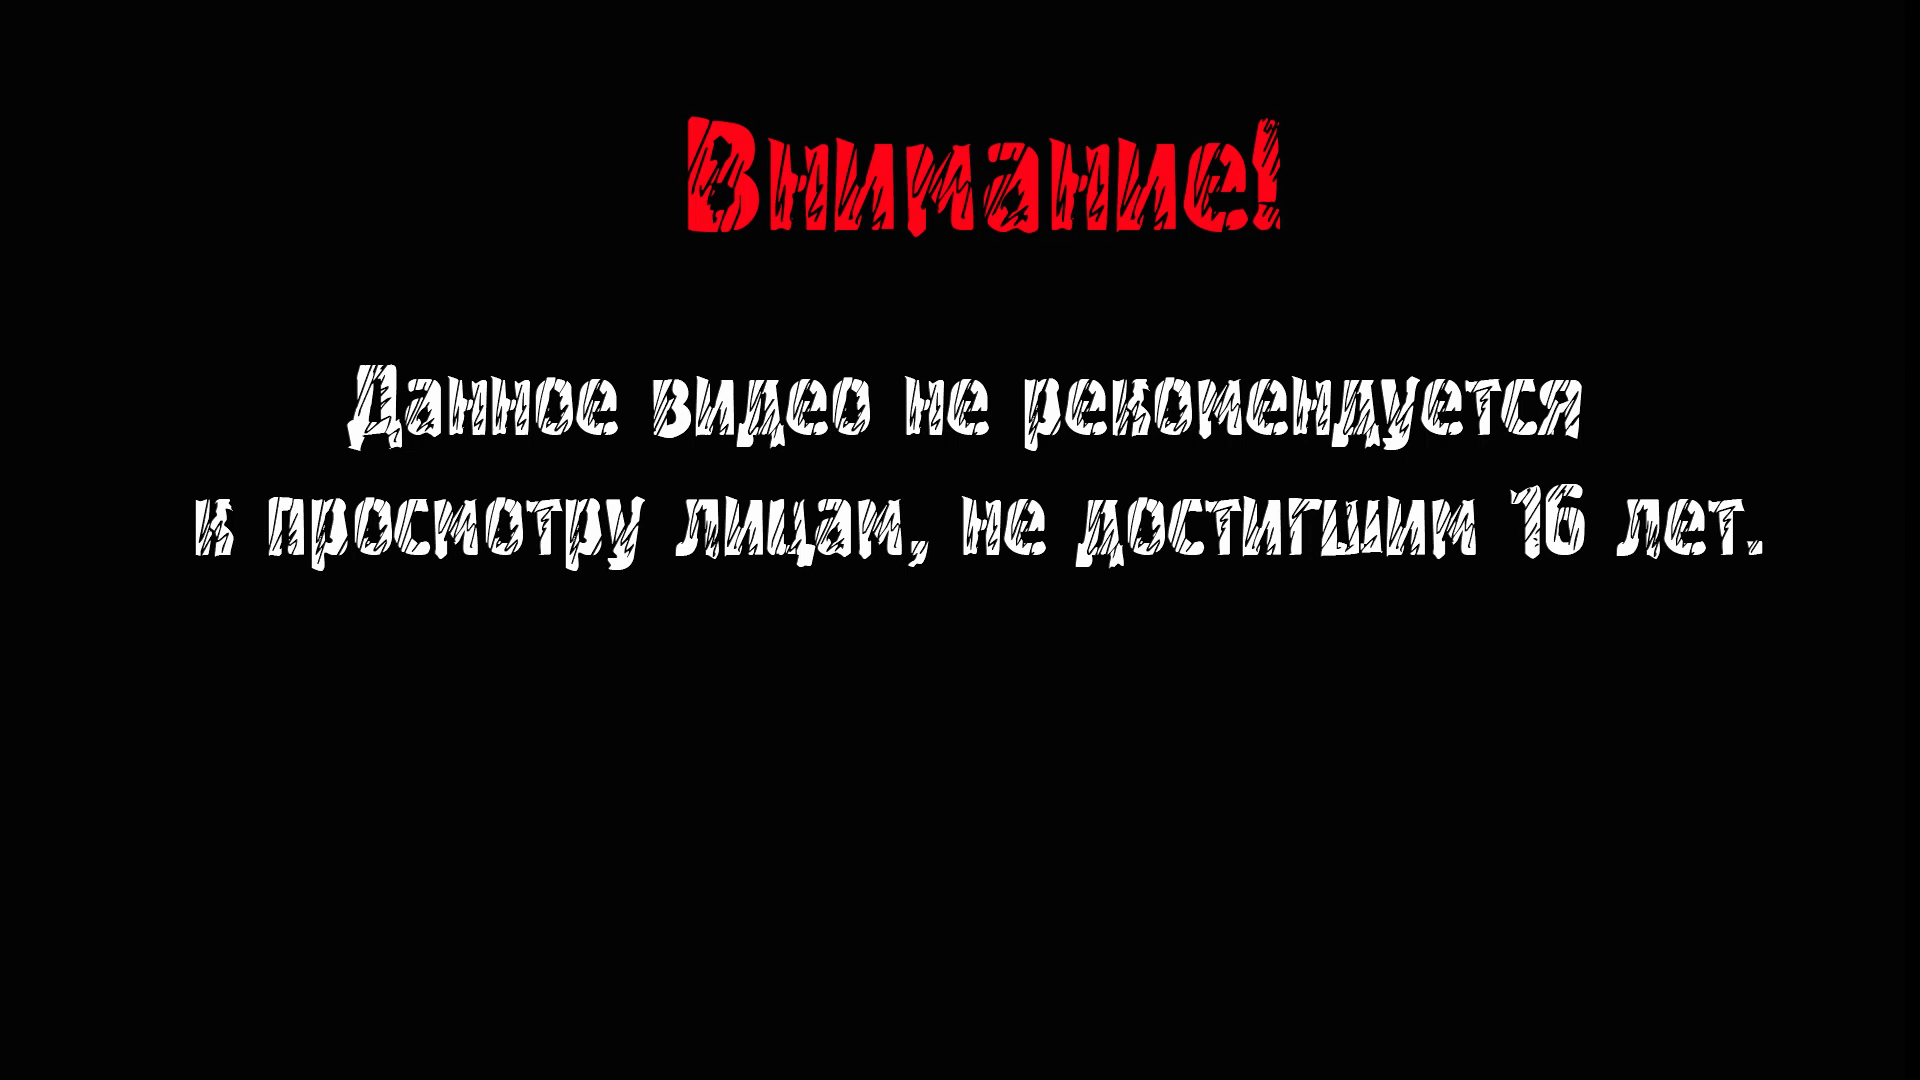 Внимание!
Данное видео не рекомендуется
к просмотру лицам, не достигшим 16 лет.